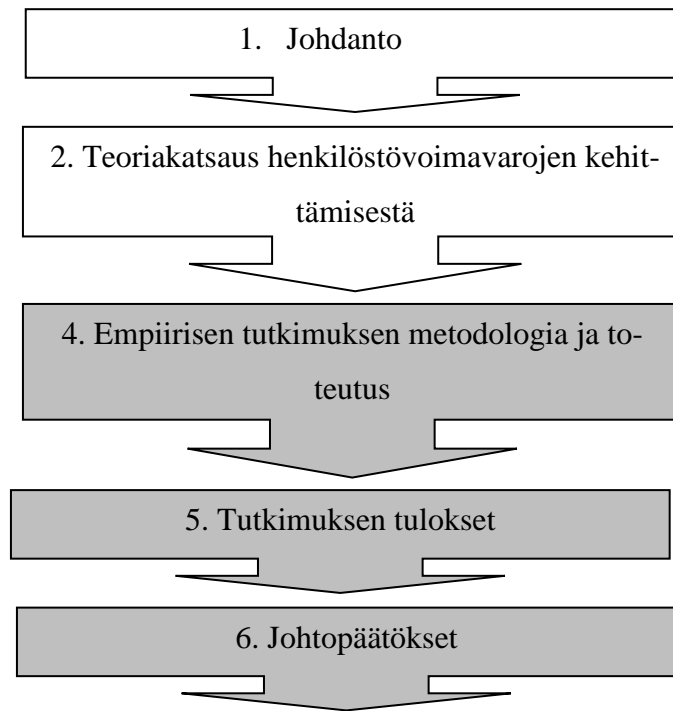 1. Johdanto
2. Teoriakatsaus henkilöstövoimavarojen kehit-
tämisestä
4. Empiirisen tutkimuksen metodologia ja to-
teutus
5. Tutkimuksen tulokset
6. Johtopäätökset